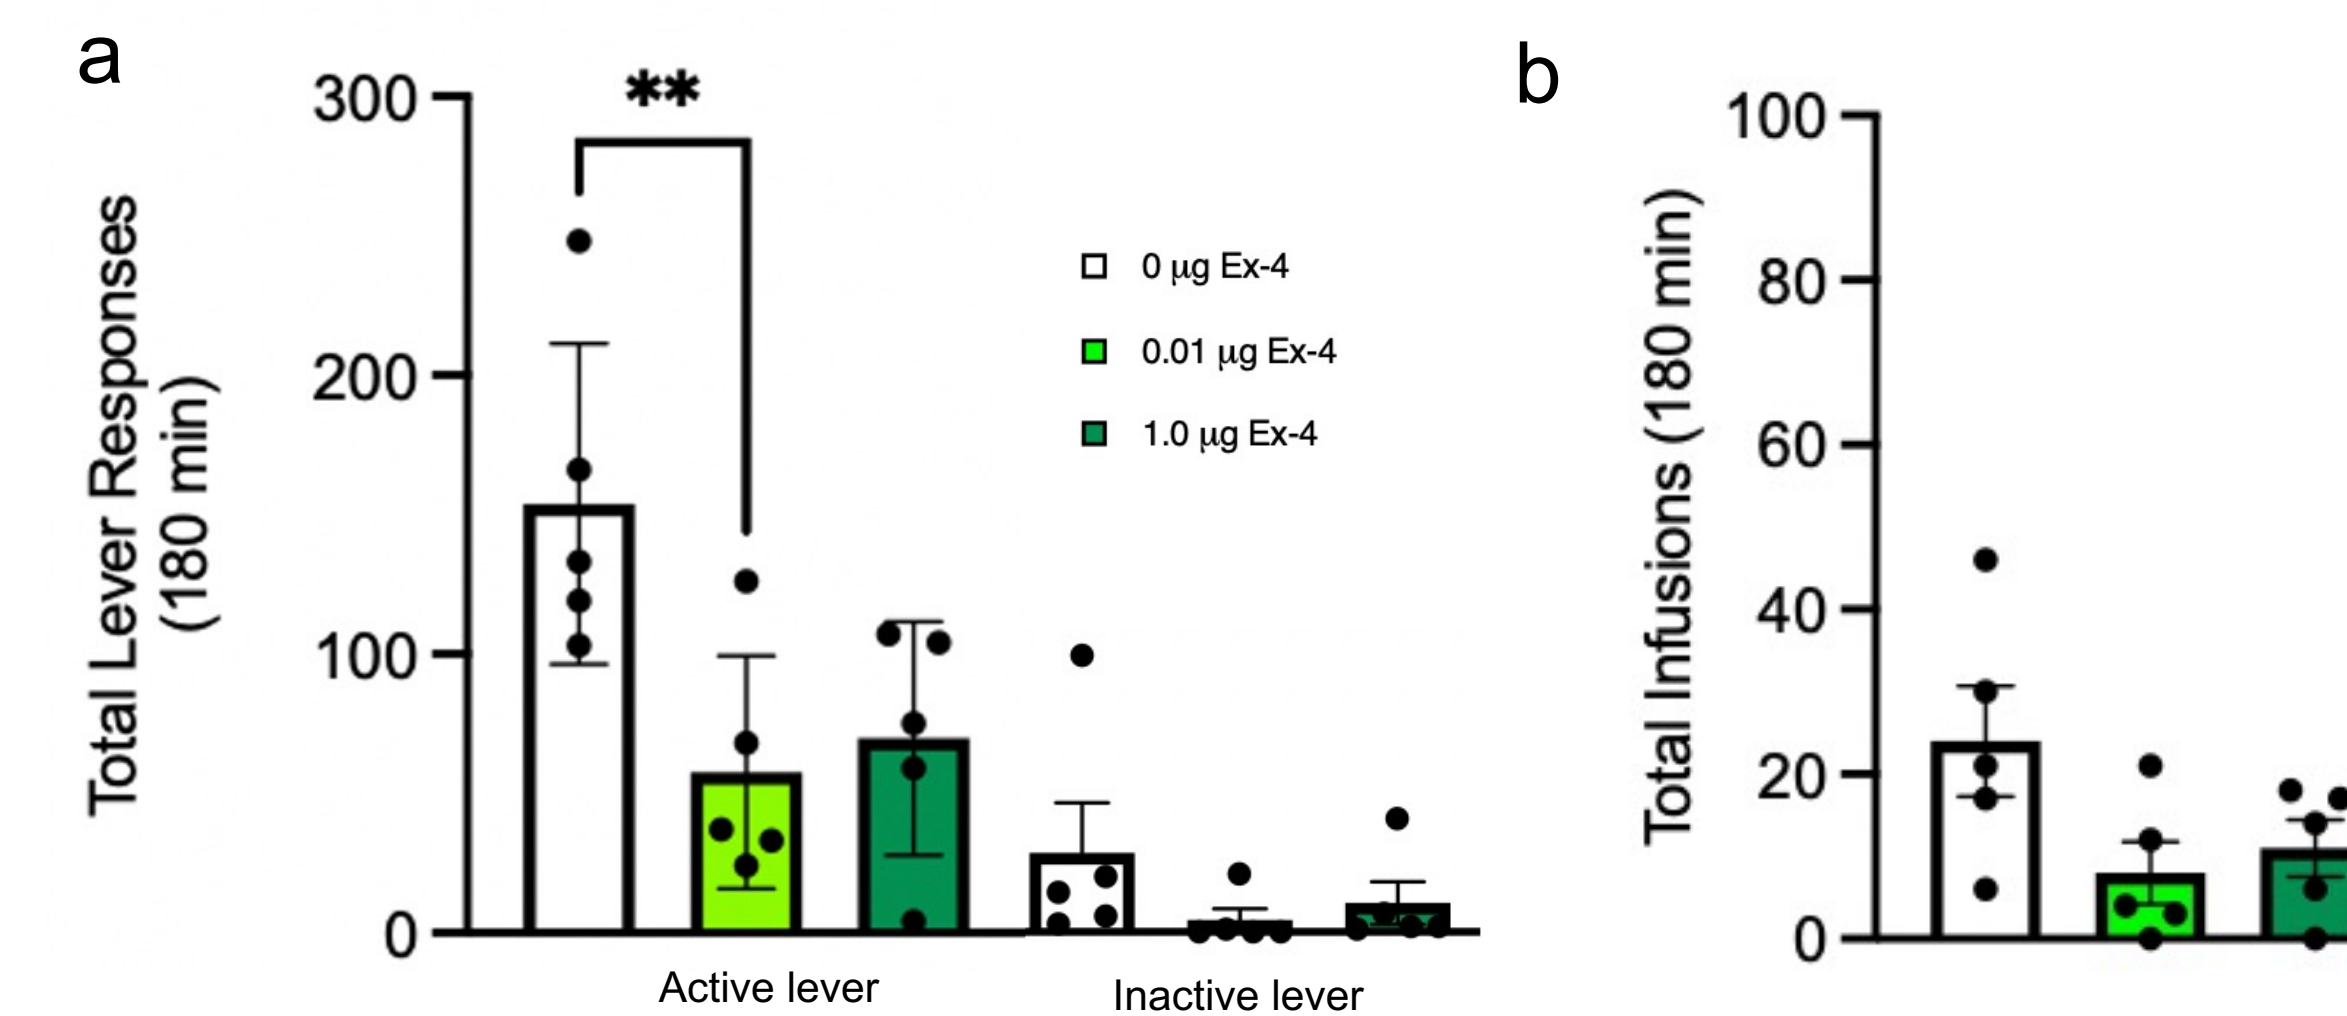 a
300
200
100
0
Total Lever Responses
(180 min)
**
0 μg Ex-4
0.01 μg Ex-4
1.0 μg Ex-4
Active lever
Inactive lever
b
100
80
60
40
20
0
Total Infusions (180 min)